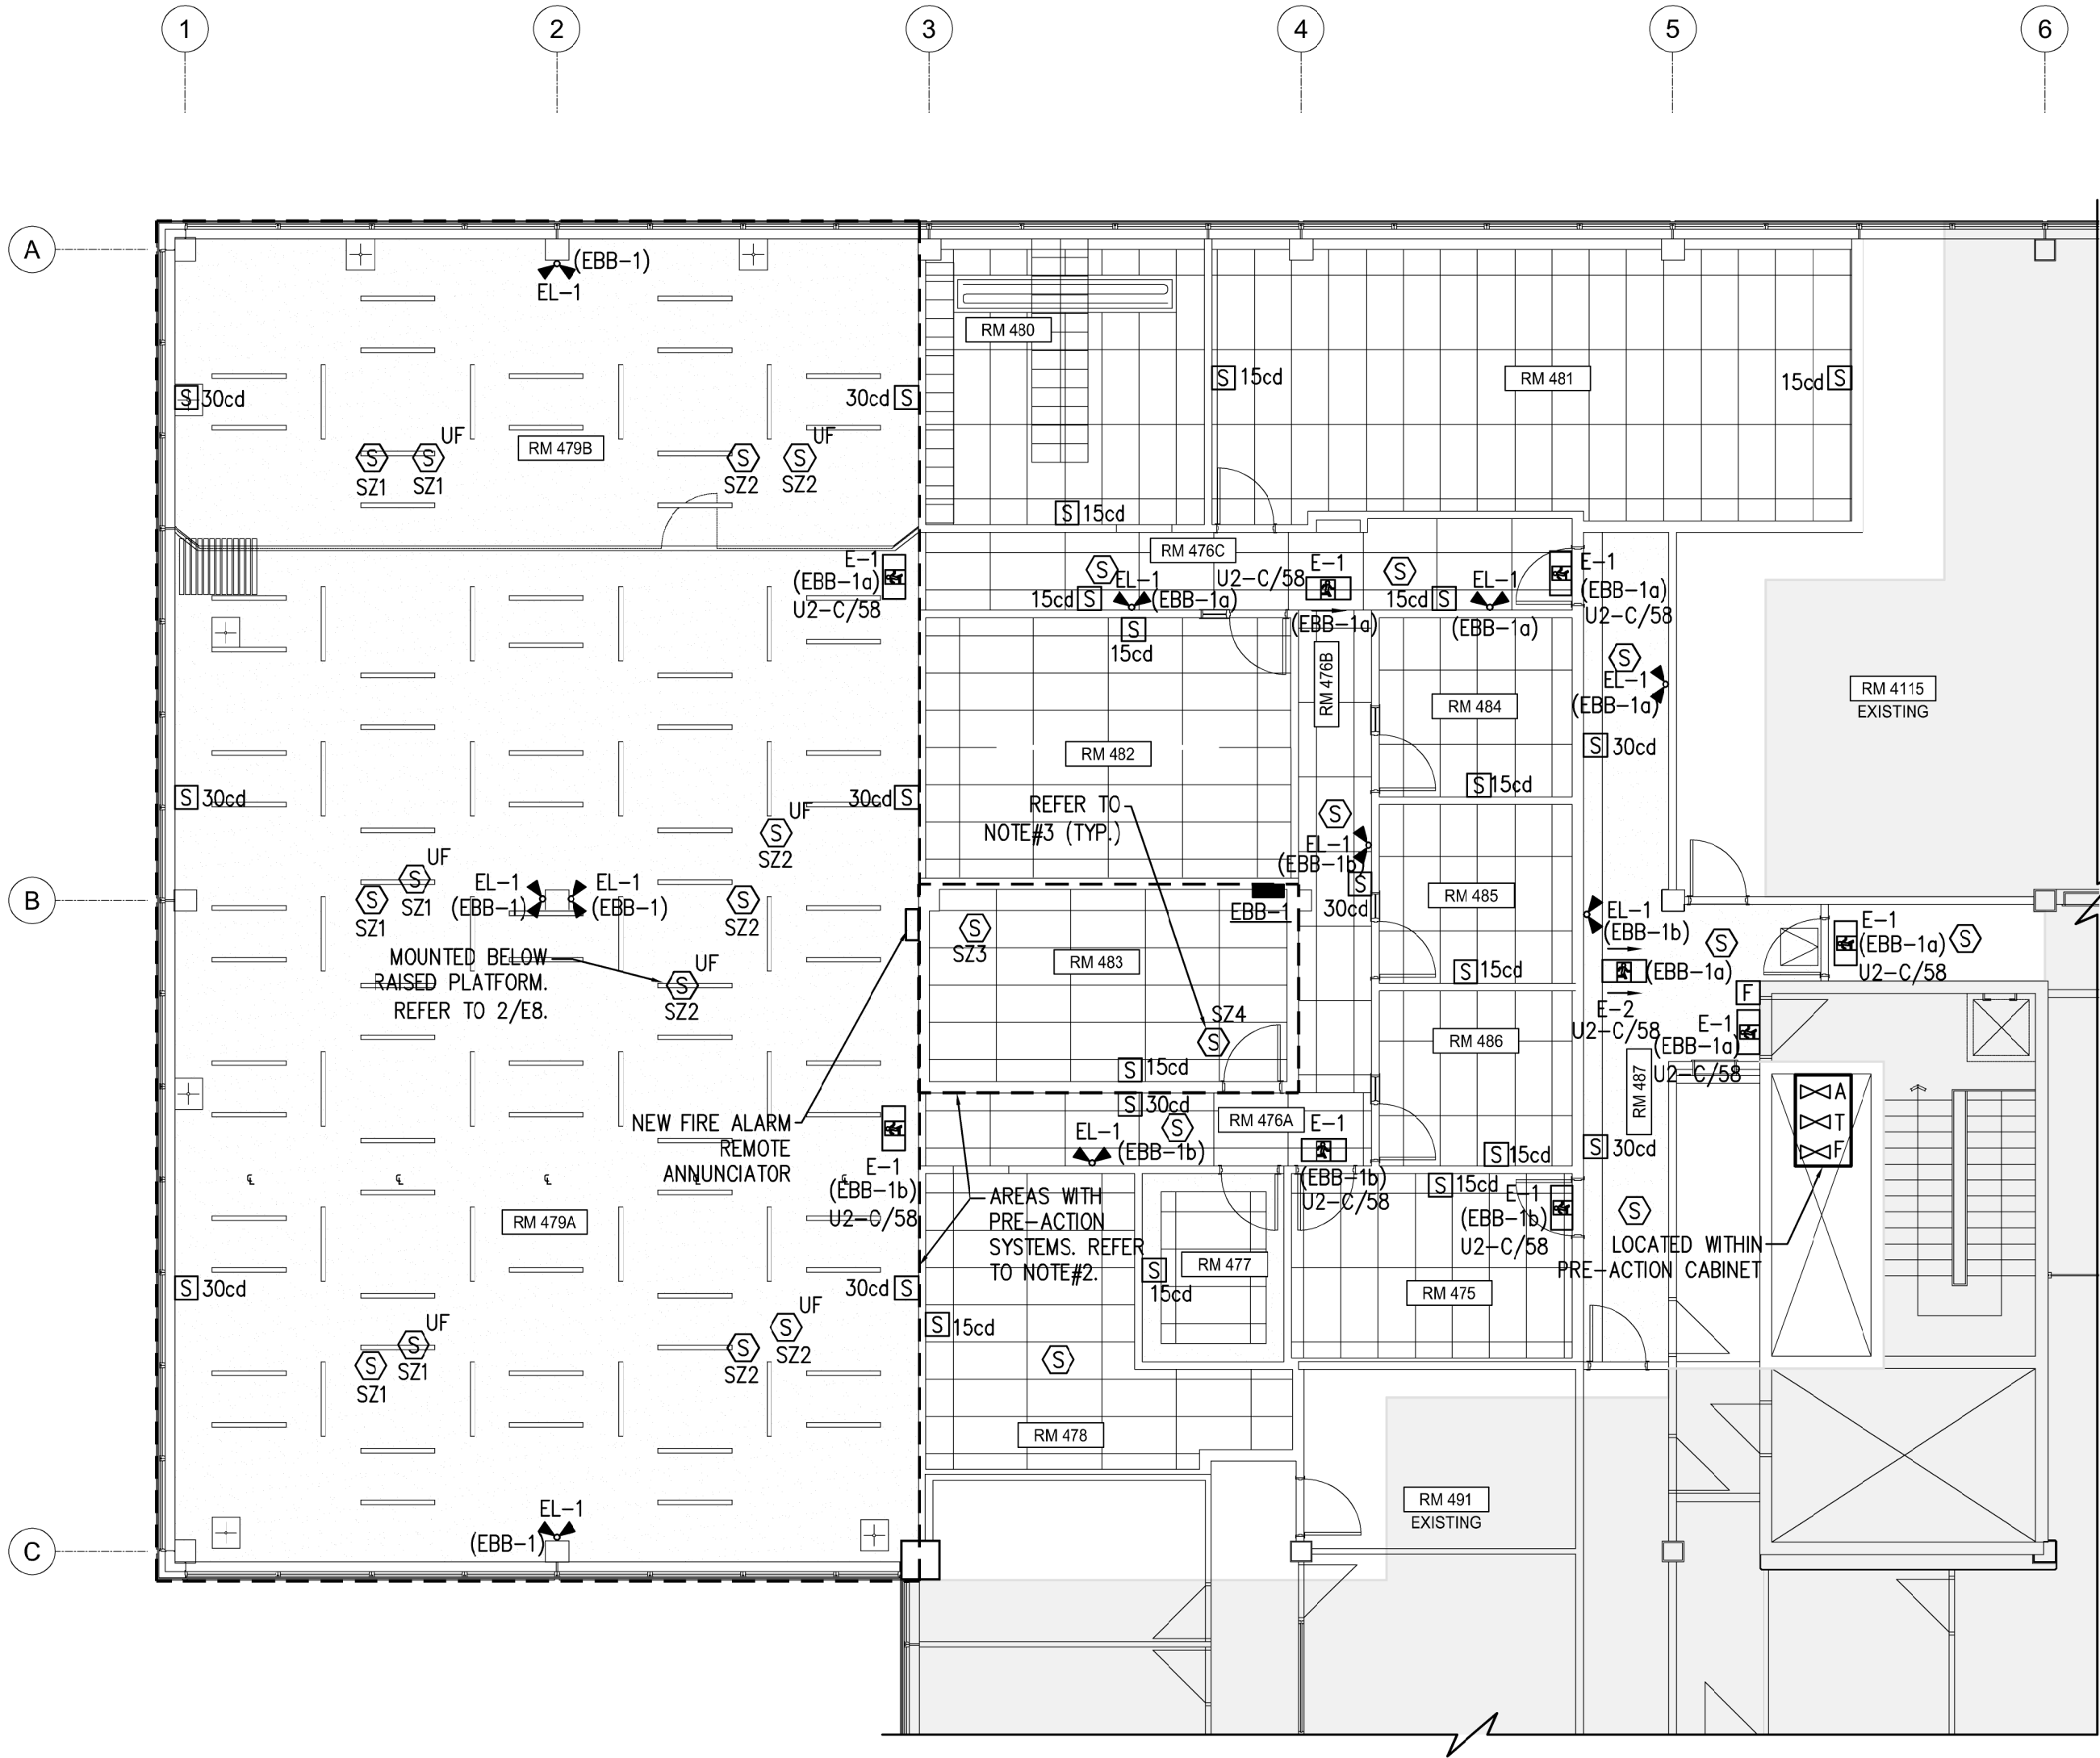 1
2
3
4
5
6
A
(EBB-1)
EL-1
RM 480
S 15cd
RM 481
15cd S
S 30cd
30cd S
RM 479B
S
SZ1
S UF
SZ1
S
SZ2
S UF
SZ2
S 15cd
RM 476C
E-1
(EBB-1a)
U2-C/58
S
EL-1
(EBB-1a)
15cd S
U2-C/58
E-1
(EBB-1a)
S
15cd S
EL-1
(EBB-1a)
E-1
(EBB-1a)
U2-C/58
S
15cd
RM 476B
S
EL-1
(EBB-1a)
RM 484
RM 4115
EXISTING
RM 482
S 30cd
S 15cd
S 30cd
30cd S
REFER TO
NOTE#3 (TYP.)
S
EL-1
(EBB-1b)
S
30cd
UF
S
SZ2
UF
S
SZ1
B
S
SZ1
EL-1
(EBB-1)
EL-1
(EBB-1)
S
SZ2
EBB-1
RM 485
EL-1
(EBB-1b)
S
E-1
(EBB-1a)
U2-C/58
S
S
SZ3
RM 483
S 15cd
(EBB-1a)
E-2
U2-C/58
F
E-1
(EBB-1a)
U2-C/58
MOUNTED BELOW
RAISED PLATFORM.
REFER TO 2/E8.
UF
S
SZ2
SZ4
S
RM 486
S 15cd
RM 487
A
T
F
S 30cd
S
RM 476A
NEW FIRE ALARM
REMOTE
ANNUNCIATOR
EL-1
(EBB-1b)
E-1
(EBB-1b)
U2-C/58
S 15cd
S 30cd
E-1
(EBB-1b)
U2-C/58
℄
℄
℄
℄
℄
AREAS WITH
PRE-ACTION
SYSTEMS. REFER
TO NOTE#2.
S 15cd
E-1
(EBB-1b)
U2-C/58
S
LOCATED WITHIN
PRE-ACTION CABINET
RM 479A
RM 477
S
15cd
RM 475
S 30cd
30cd S
S 15cd
UF
S
SZ1
S
SZ1
UF
S
SZ2
S
SZ2
S
RM 478
RM 491
EXISTING
EL-1
(EBB-1)
C